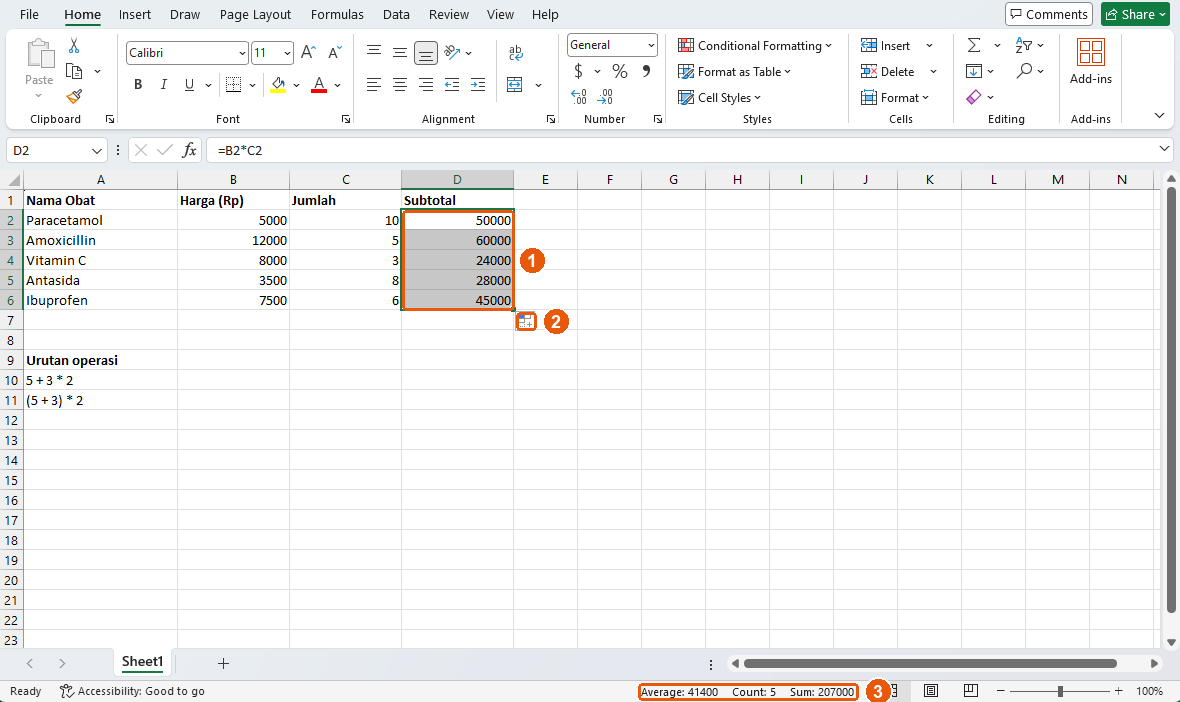 File Home Insert Draw Page Layout Formulas Data Review View Help Comments Share
Calibri 11 General Conditional Formatting Insert
Paste B I U $ % Format as Table Delete Add-ins
Cell Styles Format
Clipboard Font Alignment Number Styles Cells Editing Add-ins
D2 fx =B2*C2
A B C D E F G H I J K L M N
1 Nama Obat Harga (Rp) Jumlah Subtotal
2 Paracetamol 5000 10 50000
3 Amoxicillin 12000 5 60000
4 Vitamin C 8000 3 24000 1
5 Antasida 3500 8 28000
6 Ibuprofen 7500 6 45000
7 2
8
9 Urutan operasi
10 5 + 3 * 2
11 (5 + 3) * 2
12
13
14
15
16
17
18
19
20
21
22
23
Sheet1
Ready Accessibility: Good to go Average: 41400 Count: 5 Sum: 207000 3 100%